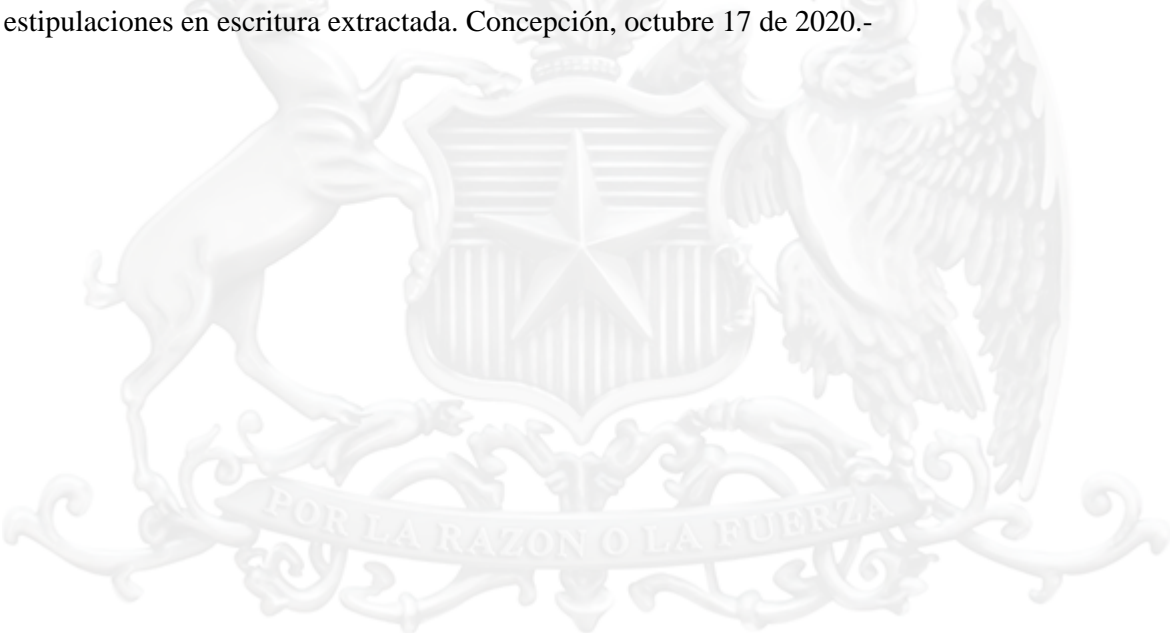 estipulaciones en escritura extractada. Concepción, octubre 17 de 2020.-
POR LA RAZON O LA FUERZA